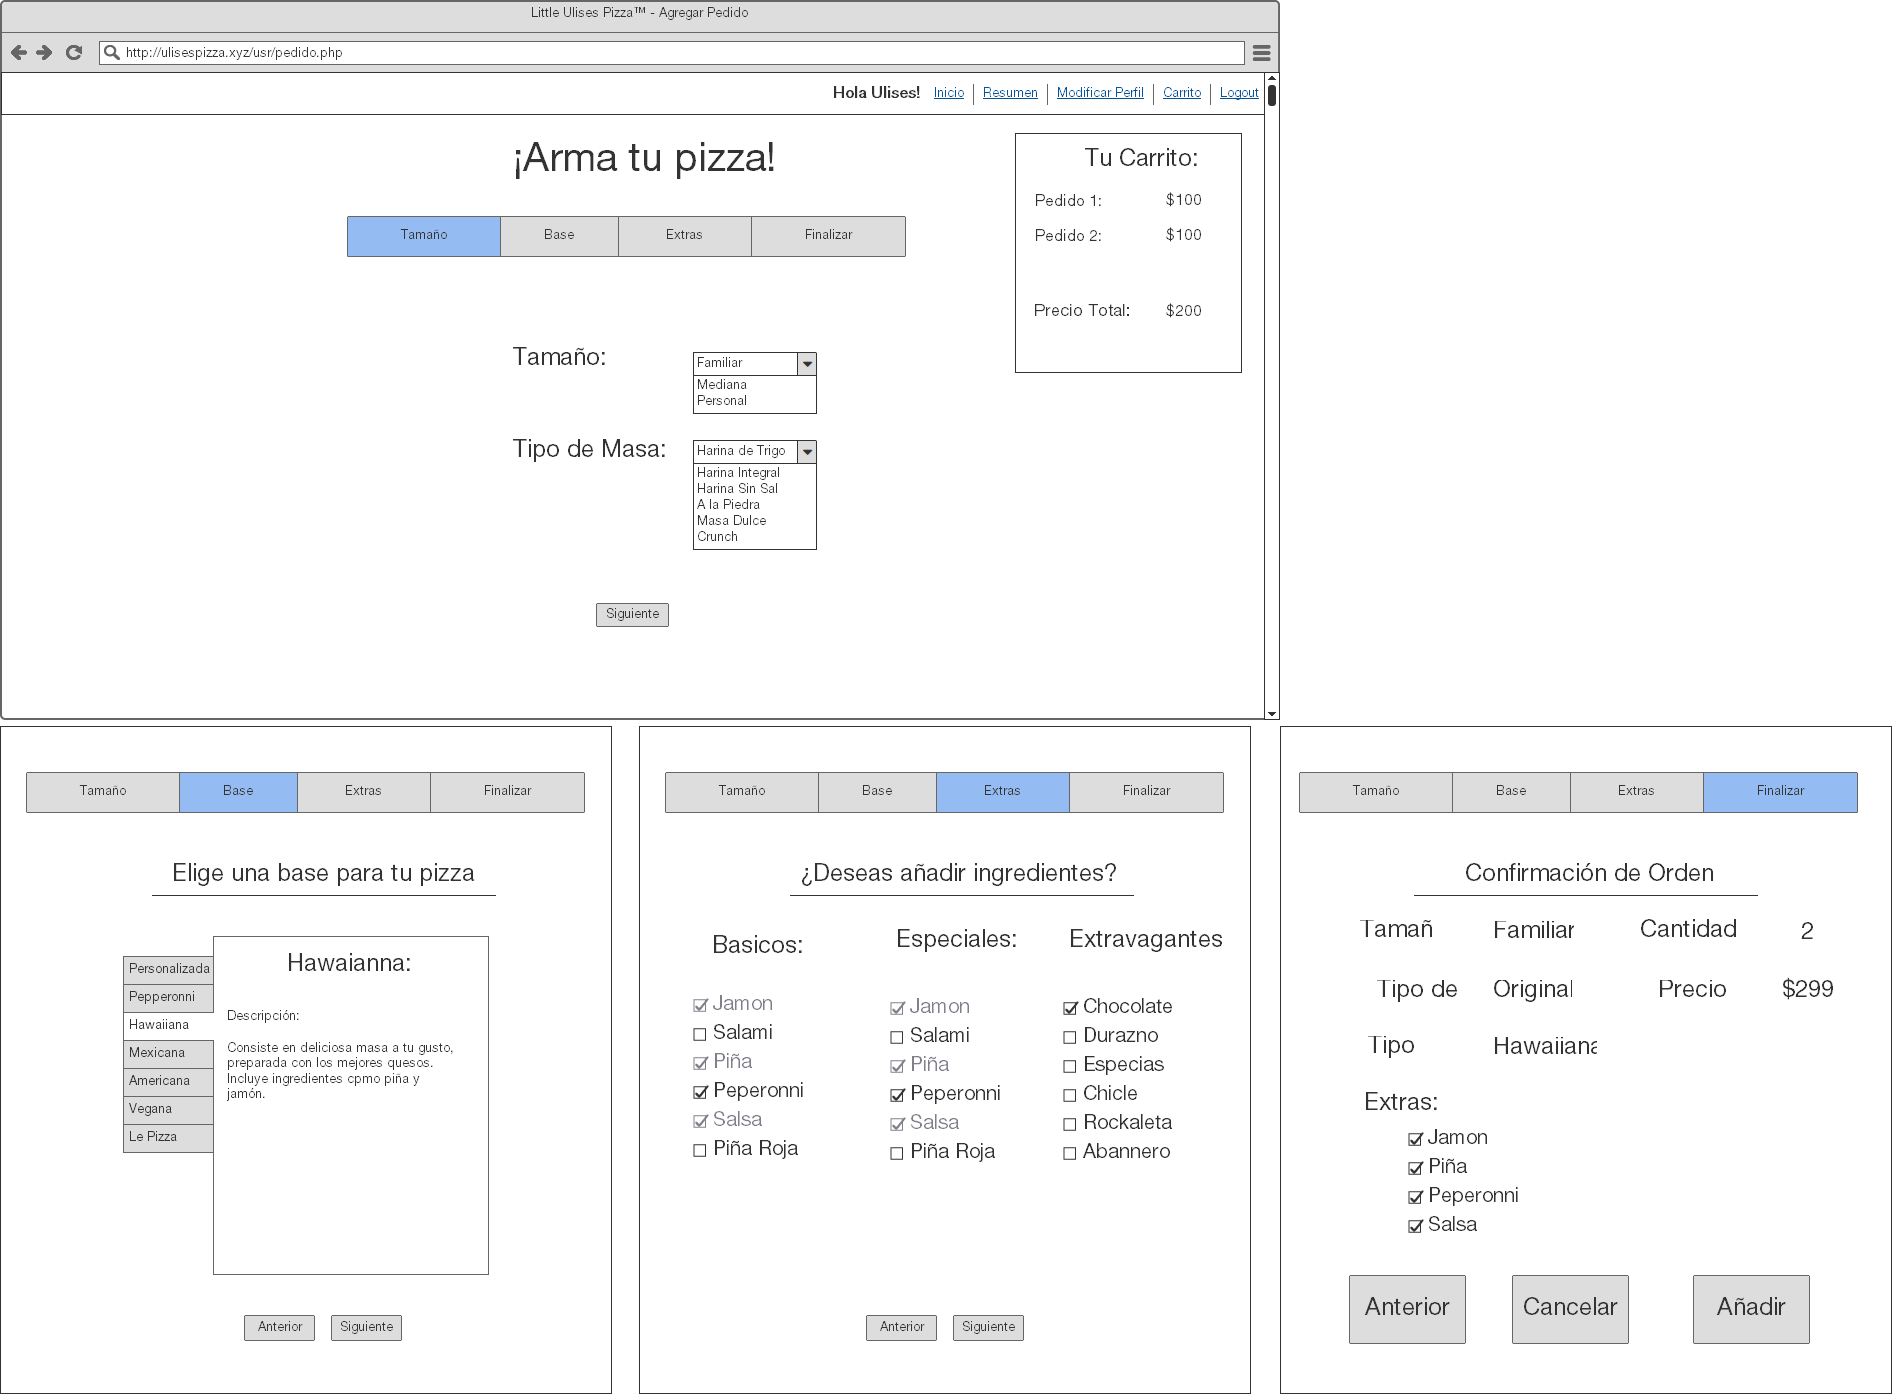 Little Ulises Pizza™ - Agregar Pedido
http://ulisespizza.xyz/usr/pedido.php
Hola Ulises! Inicio Resumen Modificar Perfil Carrito Logout
¡Arma tu pizza!
Tamaño Base Extras Finalizar
Tamaño:
Familiar
Mediana
Personal
Tipo de Masa:
Harina de Trigo
Harina Integral
Harina Sin Sal
A la Piedra
Masa Dulce
Crunch
Siguiente
Tu Carrito:
Pedido 1: $100
Pedido 2: $100
Precio Total: $200
Tamaño Base Extras Finalizar
Elige una base para tu pizza
Personalizada
Pepperonni
Hawaiiana
Mexicana
Americana
Vegana
Le Pizza
Hawaianna:
Descripción:
Consiste en deliciosa masa a tu gusto,
preparada con los mejores quesos.
Incluye ingredientes cpmo piña y
jamón.
Anterior Siguiente
Tamaño Base Extras Finalizar
¿Deseas añadir ingredientes?
Basicos:
Jamon
Salami
Piña
Peperonni
Salsa
Piña Roja
Especiales:
Jamon
Salami
Piña
Peperonni
Salsa
Piña Roja
Extravagantes
Chocolate
Durazno
Especias
Chicle
Rockaleta
Abannero
Anterior Siguiente
Tamaño Base Extras Finalizar
Confirmación de Orden
Tamañ Familiar Cantidad 2
Tipo de Original Precio $299
Tipo Hawaiiana
Extras:
Jamon
Piña
Peperonni
Salsa
Anterior Cancelar Añadir